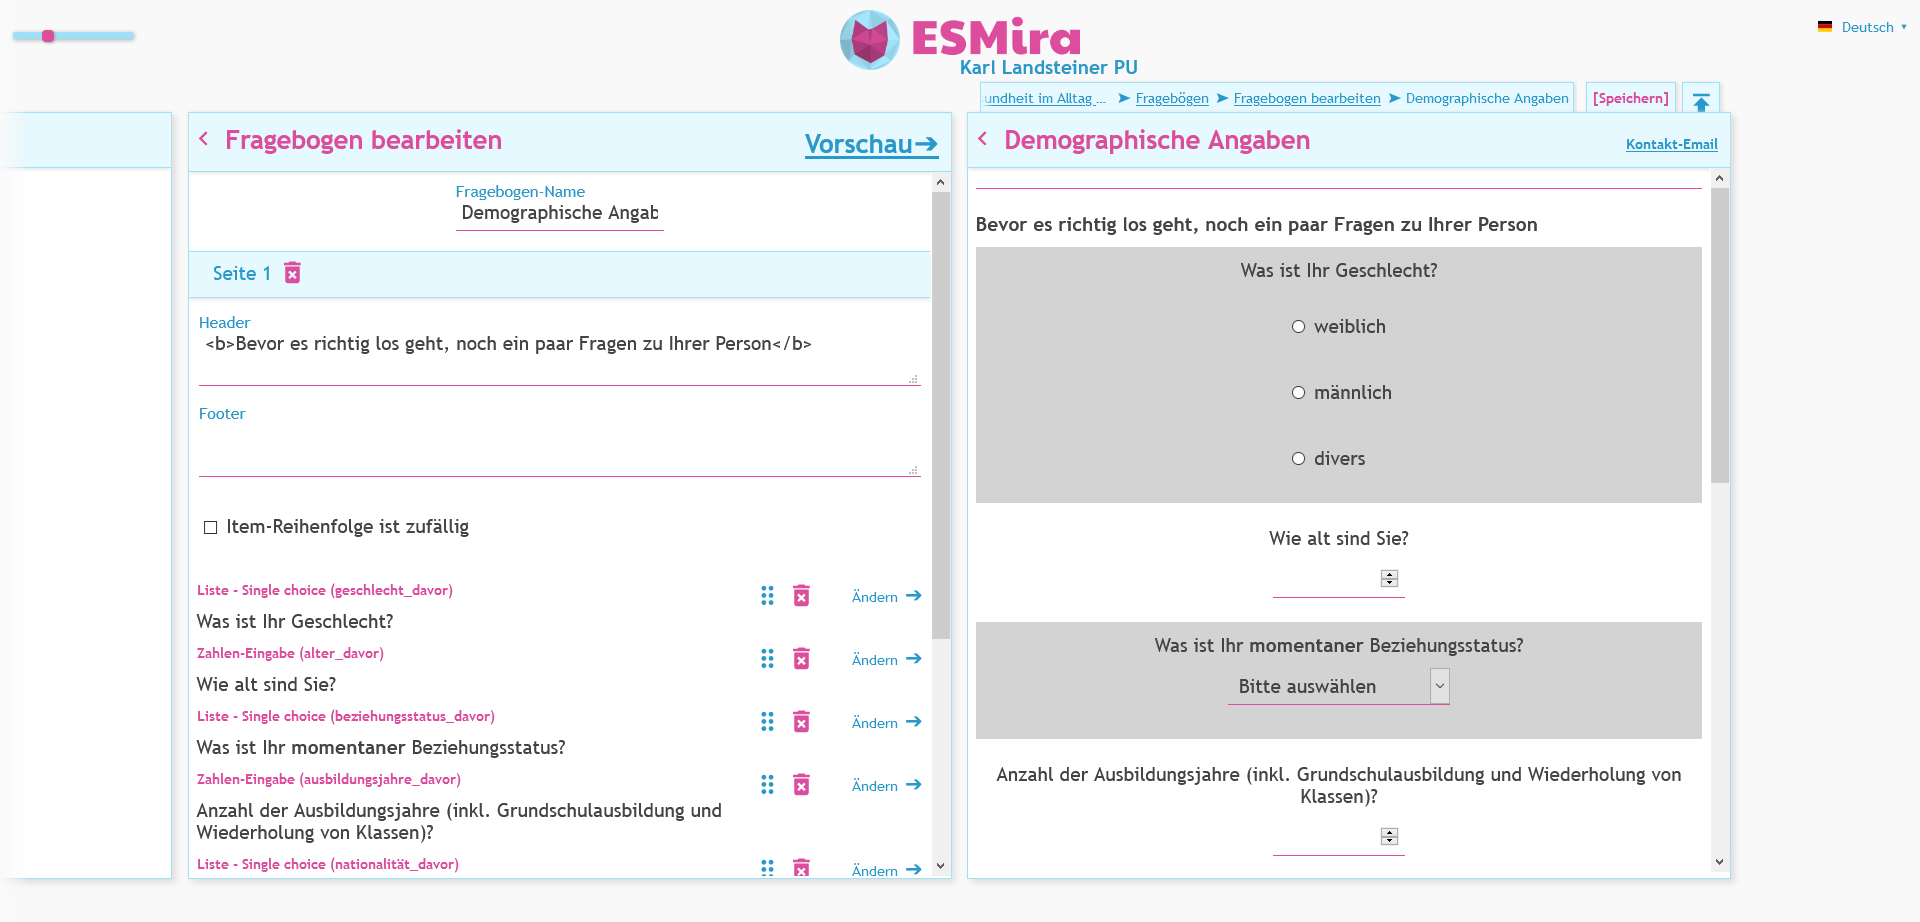 ESMira
Karl Landsteiner PU
Deutsch
undheit im Alltag ... ➤ Fragebögen ➤ Fragebogen bearbeiten ➤ Demographische Angaben
[Speichern]
Fragebogen bearbeiten
Vorschau➔
Fragebogen-Name
Demographische Angab
Seite 1
Header
<b>Bevor es richtig los geht, noch ein paar Fragen zu Ihrer Person</b>
Footer
Item-Reihenfolge ist zufällig
Liste - Single choice (geschlecht_davor)
Ändern ➔
Was ist Ihr Geschlecht?
Zahlen-Eingabe (alter_davor)
Ändern ➔
Wie alt sind Sie?
Liste - Single choice (beziehungsstatus_davor)
Ändern ➔
Was ist Ihr momentaner Beziehungsstatus?
Zahlen-Eingabe (ausbildungsjahre_davor)
Ändern ➔
Anzahl der Ausbildungsjahre (inkl. Grundschulausbildung und
Wiederholung von Klassen)?
Liste - Single choice (nationalität_davor)
Ändern ➔
Demographische Angaben
Kontakt-Email
Bevor es richtig los geht, noch ein paar Fragen zu Ihrer Person
Was ist Ihr Geschlecht?
weiblich
männlich
divers
Wie alt sind Sie?
Was ist Ihr momentaner Beziehungsstatus?
Bitte auswählen
Anzahl der Ausbildungsjahre (inkl. Grundschulausbildung und Wiederholung von
Klassen)?